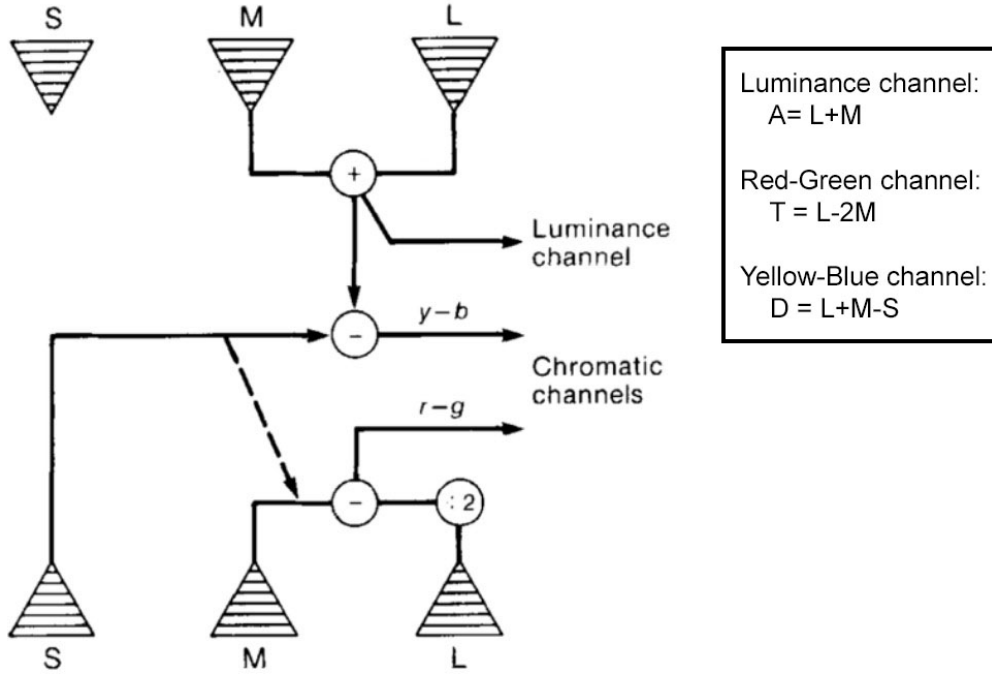 S M L
+
Luminance
channel
− y−b
Chromatic
channels
r−g
− : 2
S M L
Luminance channel:
A= L+M
Red-Green channel:
T = L-2M
Yellow-Blue channel:
D = L+M-S